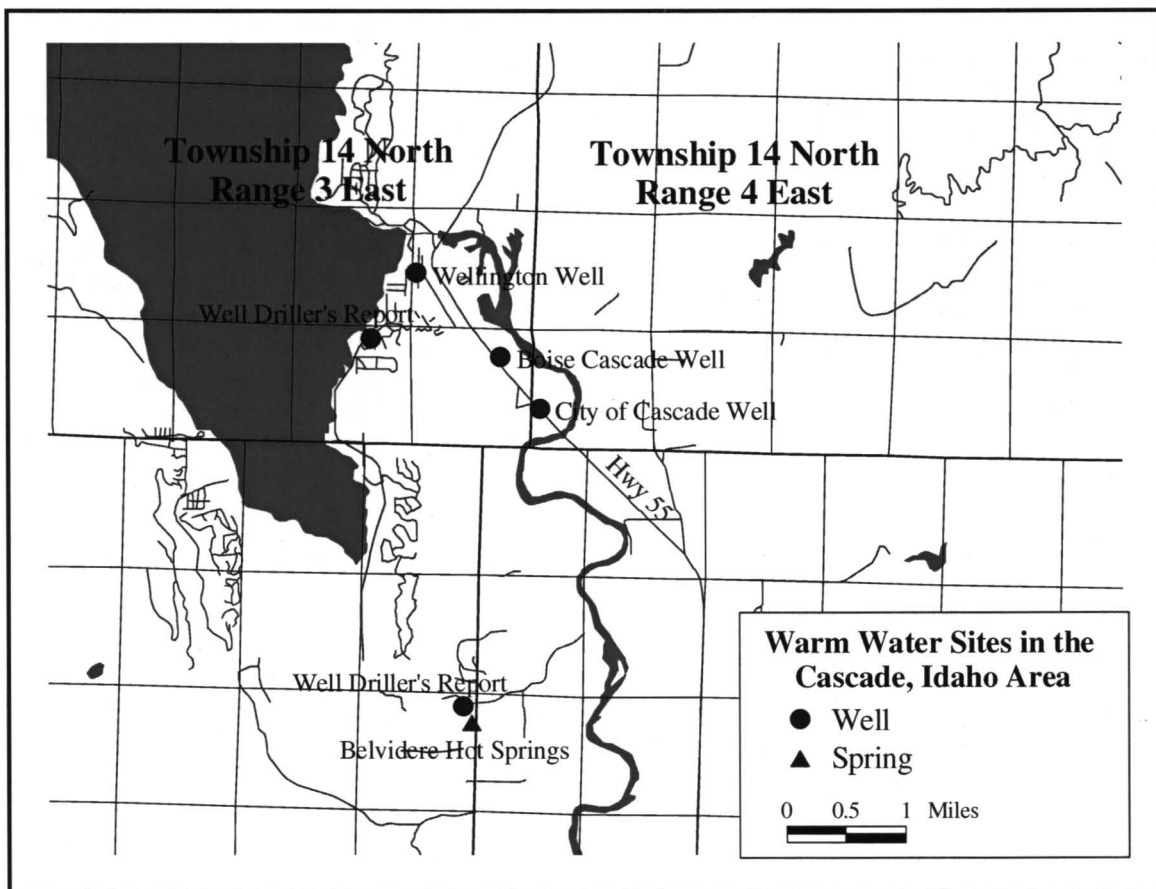 Township 14 North
Range 3 East
Township 14 North
Range 4 East
Wellington Well
Well Driller's Report
Boise Cascade Well
City of Cascade Well
Hwy 55
Well Driller's Report
Belvidere Hot Springs
Warm Water Sites in the
Cascade, Idaho Area
Well
Spring
0 0.5 1 Miles